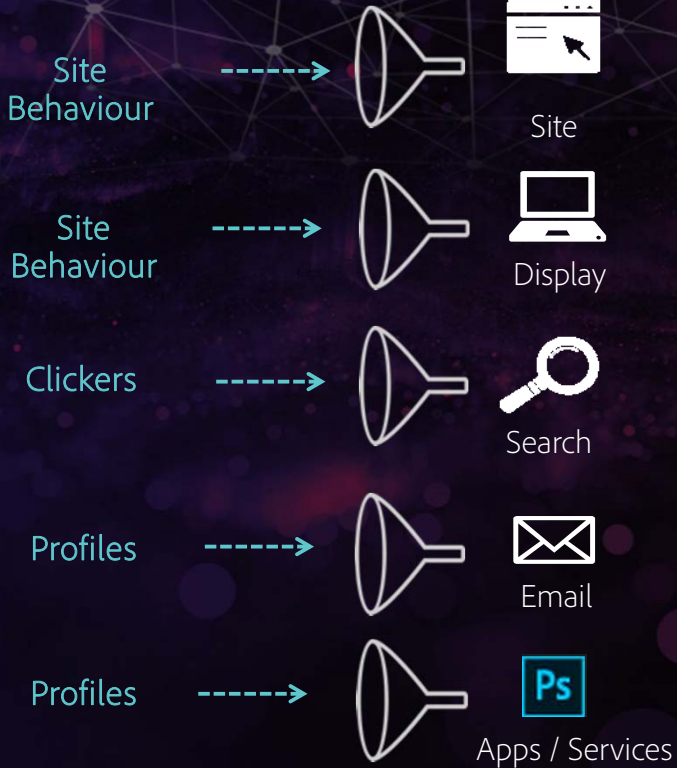 Site
Behaviour
Site
Site
Behaviour
Display
Clickers
Search
Profiles
Email
Profiles
Ps
Apps / Services